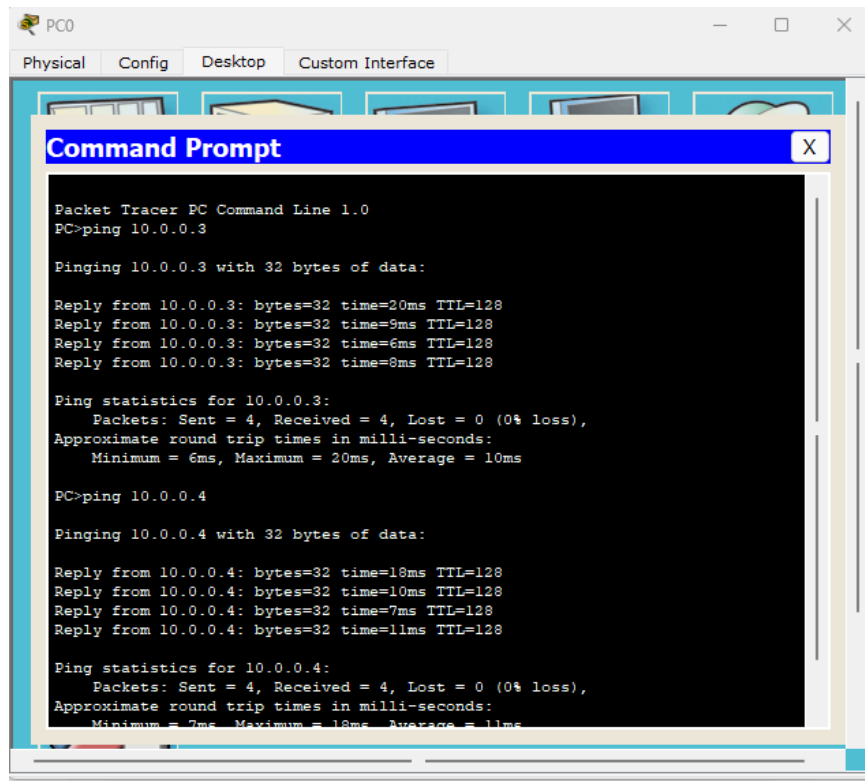 PC0
Physical Config Desktop Custom Interface
Command Prompt
X
Packet Tracer PC Command Line 1.0
PC>ping 10.0.0.3
Pinging 10.0.0.3 with 32 bytes of data:
Reply from 10.0.0.3: bytes=32 time=20ms TTL=128
Reply from 10.0.0.3: bytes=32 time=9ms TTL=128
Reply from 10.0.0.3: bytes=32 time=6ms TTL=128
Reply from 10.0.0.3: bytes=32 time=8ms TTL=128
Ping statistics for 10.0.0.3:
Packets: Sent = 4, Received = 4, Lost = 0 (0% loss),
Approximate round trip times in milli-seconds:
Minimum = 6ms, Maximum = 20ms, Average = 10ms
PC>ping 10.0.0.4
Pinging 10.0.0.4 with 32 bytes of data:
Reply from 10.0.0.4: bytes=32 time=18ms TTL=128
Reply from 10.0.0.4: bytes=32 time=10ms TTL=128
Reply from 10.0.0.4: bytes=32 time=7ms TTL=128
Reply from 10.0.0.4: bytes=32 time=11ms TTL=128
Ping statistics for 10.0.0.4:
Packets: Sent = 4, Received = 4, Lost = 0 (0% loss),
Approximate round trip times in milli-seconds:
Minimum = 7ms, Maximum = 18ms, Average = 11ms